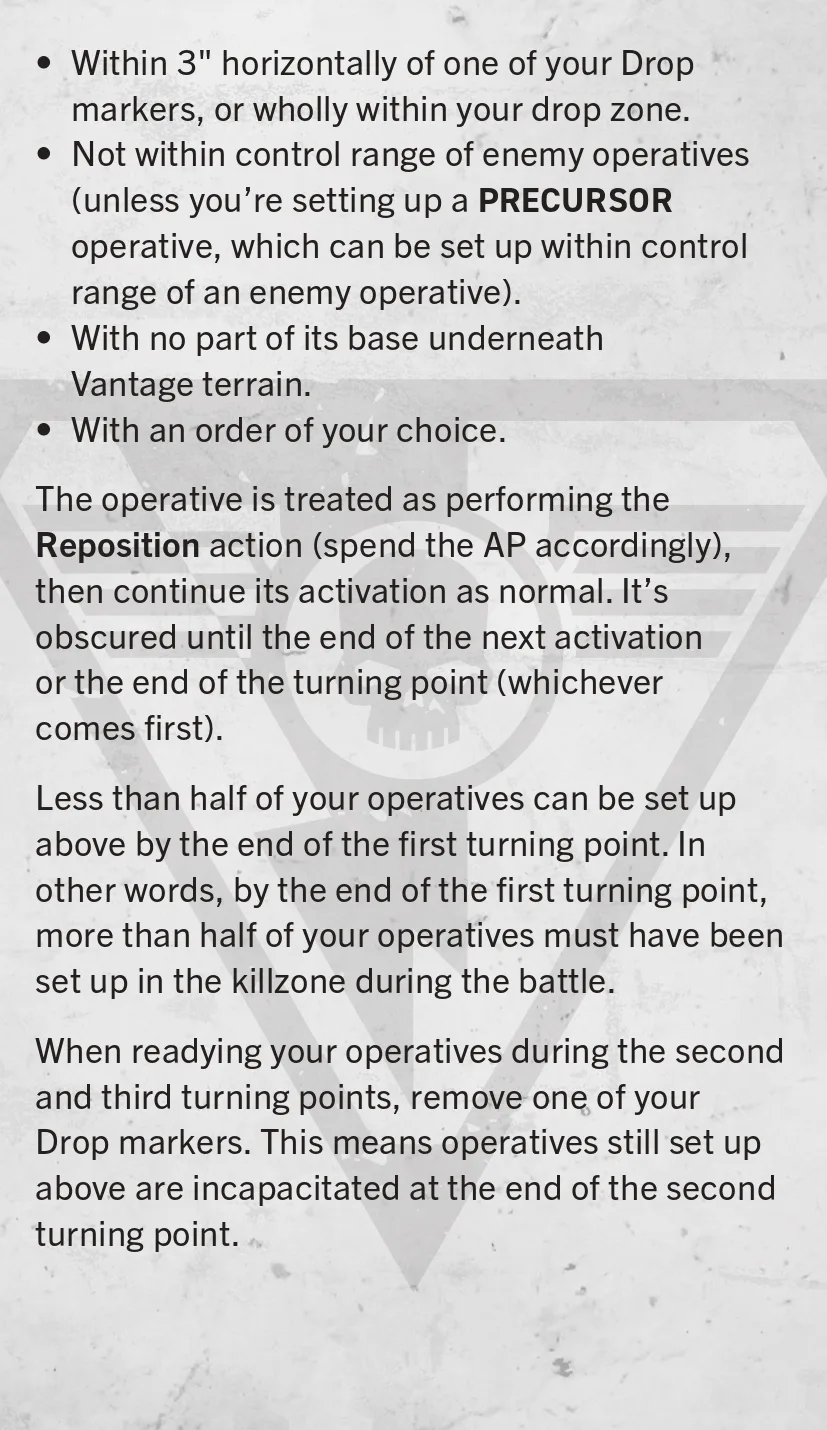 • Within 3" horizontally of one of your Drop
markers, or wholly within your drop zone.
• Not within control range of enemy operatives
(unless you’re setting up a PRECURSOR
operative, which can be set up within control
range of an enemy operative).
• With no part of its base underneath
Vantage terrain.
• With an order of your choice.
The operative is treated as performing the
Reposition action (spend the AP accordingly),
then continue its activation as normal. It’s
obscured until the end of the next activation
or the end of the turning point (whichever
comes first).
Less than half of your operatives can be set up
above by the end of the first turning point. In
other words, by the end of the first turning point,
more than half of your operatives must have been
set up in the killzone during the battle.
When readying your operatives during the second
and third turning points, remove one of your
Drop markers. This means operatives still set up
above are incapacitated at the end of the second
turning point.